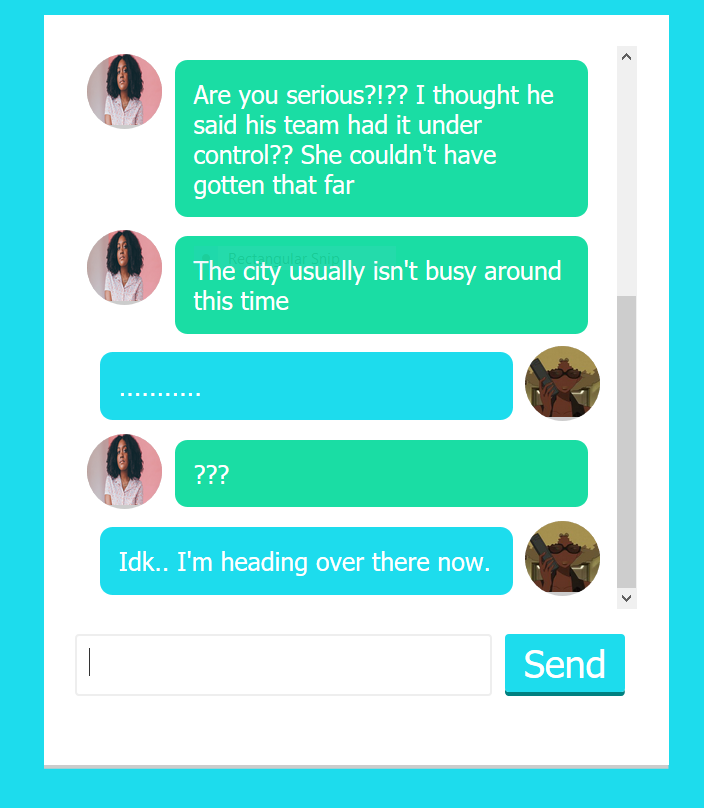 Are you serious?!?? I thought he
said his team had it under
control?? She couldn't have
gotten that far
Rectangular Snip
The city usually isn't busy around
this time
...........
???
Idk.. I'm heading over there now.
Send